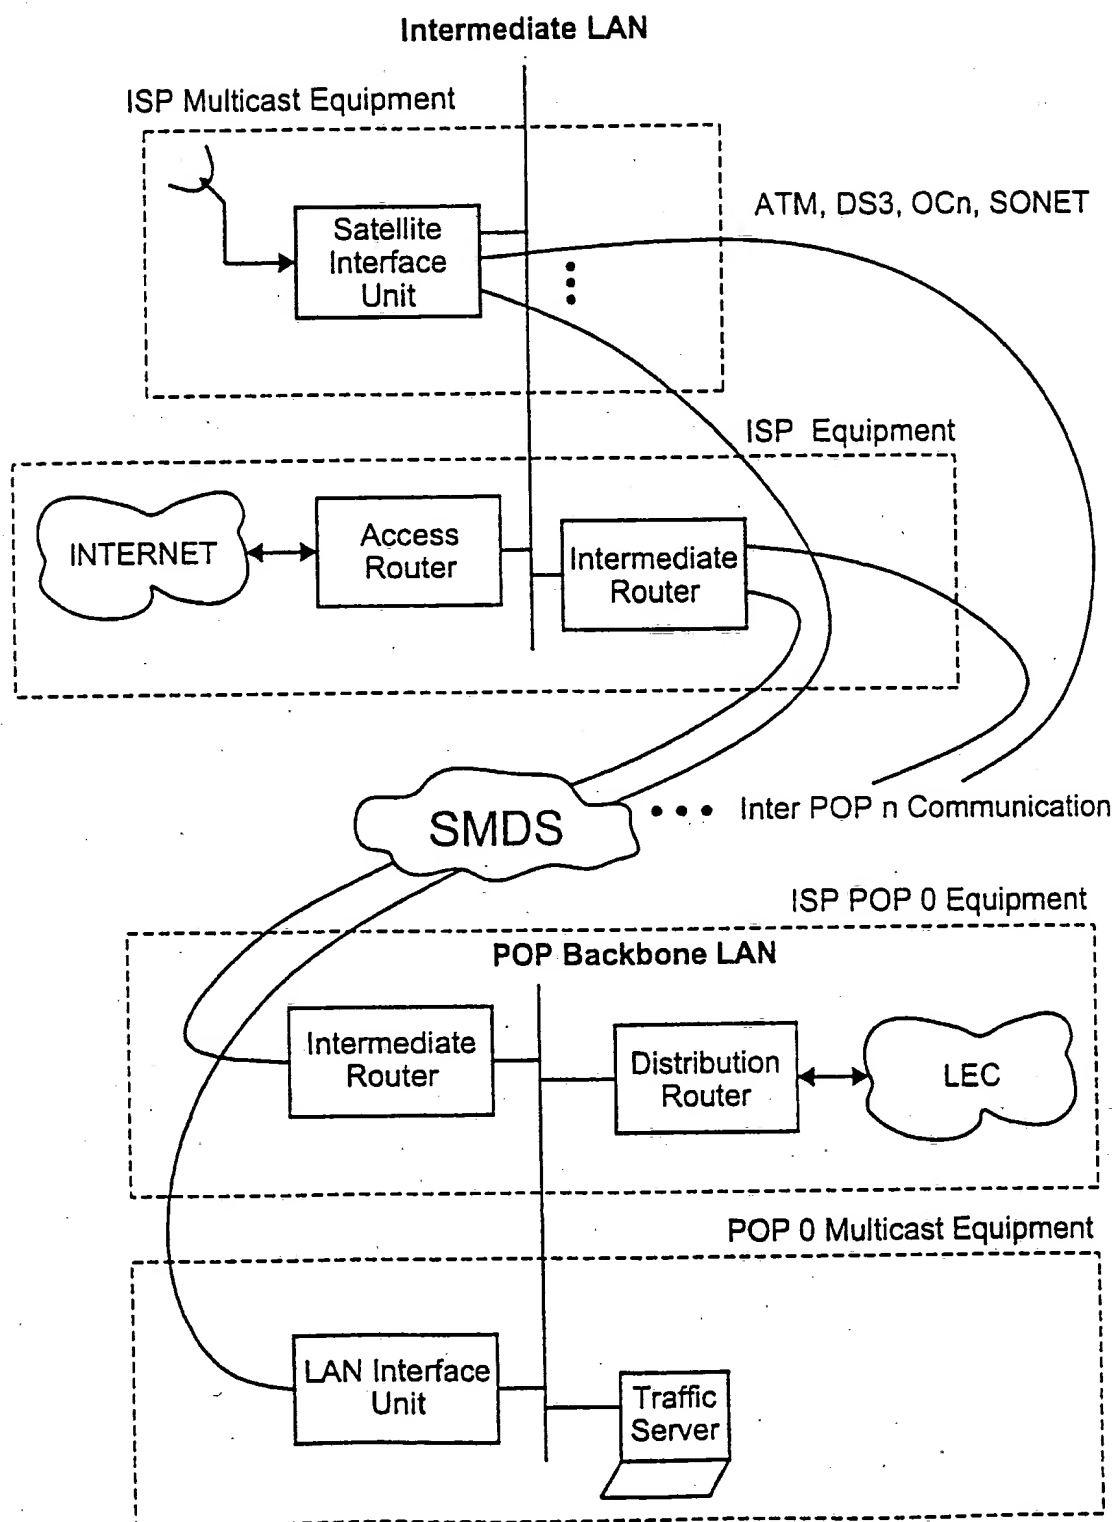 Intermediate LAN
ISP Multicast Equipment
Satellite
Interface
Unit
ATM, DS3, OCn, SONET
ISP Equipment
INTERNET
Access
Router
Intermediate
Router
SMDS
Inter POP n Communication
ISP POP 0 Equipment
POP Backbone LAN
Intermediate
Router
Distribution
Router
LEC
POP 0 Multicast Equipment
LAN Interface
Unit
Traffic
Server